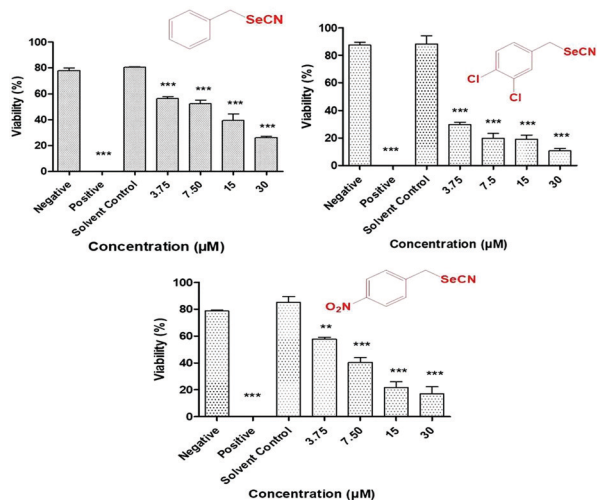 SeCN
Viability (%)
100
80
60
40
20
0
***
***
***
***
***
Negative
Positive
Solvent Control
3.75
7.50
15
30
Concentration (µM)
SeCN
Cl
Cl
Viability (%)
100
80
60
40
20
0
***
***
***
***
***
Negative
Positive
Solvent Control
3.75
7.5
15
30
Concentration (µM)
SeCN
O₂N
Viability (%)
100
80
60
40
20
0
***
**
***
***
***
Negative
Positive
Solvent Control
3.75
7.50
15
30
Concentration (µM)